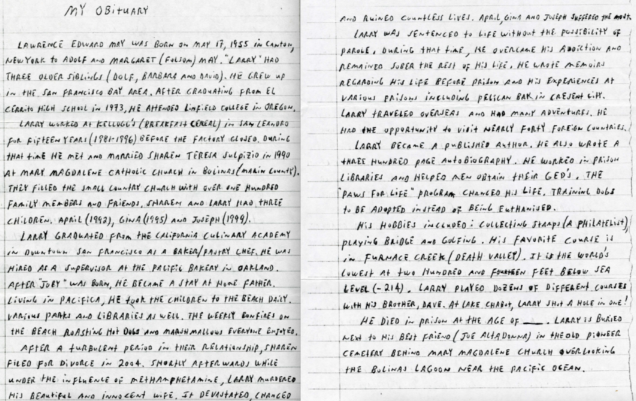 MY OBITUARY
LAWRENCE EDWARD MAY WAS BORN ON MAY 17, 1955 IN CANTON,
NEW YORK TO ADOLF AND MARGARET (FOLSOM) MAY. "LARRY" HAD
THREE OLDER SIBLINGS (DOLF, BARBARA AND DAVID). HE GREW UP
IN THE SAN FRANCISCO BAY AREA. AFTER GRADUATING FROM EL
CERRITO HIGH SCHOOL IN 1973, HE ATTENDED LINFIELD COLLEGE IN OREGON.
LARRY WORKED AT KELLOGG'S (BREAKFAST CEREAL) IN SAN LEANDRO
FOR FIFTEEN YEARS (1981-1996) BEFORE THE FACTORY CLOSED. DURING
THAT TIME HE MET AND MARRIED SHAREN TERESA SULPIZIO IN 1990
AT MARY MAGDALENE CATHOLIC CHURCH IN BOLINAS (MARIN COUNTY).
THEY FILLED THE SMALL COUNTRY CHURCH WITH OVER ONE HUNDRED
FAMILY MEMBERS AND FRIENDS. SHAREN AND LARRY HAD THREE
CHILDREN. APRIL (1992), GINA (1995) AND JOSEPH (1999).
LARRY GRADUATED FROM THE CALIFORNIA CULINARY ACADEMY
IN DOWNTOWN SAN FRANCISCO AS A BAKER/PASTRY CHEF. HE WAS
HIRED AS A SUPERVISOR AT THE PACIFIC BAKERY IN OAKLAND.
AFTER "JOEY" WAS BORN, HE BECAME A STAY AT HOME FATHER.
LIVING IN PACIFICA, HE TOOK THE CHILDREN TO THE BEACH DAILY.
VARIOUS PARKS AND LIBRARIES AS WELL. THE WEEKLY BONFIRES ON
THE BEACH ROASTING HOT DOGS AND MARSHMALLOWS EVERYONE ENJOYED.
AFTER A TURBULENT PERIOD IN THEIR RELATIONSHIP, SHAREN
FILED FOR DIVORCE IN 2004. SHORTLY AFTERWARDS WHILE
UNDER THE INFLUENCE OF METHAMPHETAMINE, LARRY MURDERED
HIS BEAUTIFUL AND INNOCENT WIFE. IT DEVASTATED, CHANGED
AND RUINED COUNTLESS LIVES. APRIL, GINA AND JOSEPH SUFFERED THE MOST.
LARRY WAS SENTENCED TO LIFE WITHOUT THE POSSIBILITY OF
PAROLE. DURING THAT TIME, HE OVERCAME HIS ADDICTION AND
REMAINED SOBER THE REST OF HIS LIFE. HE WROTE MEMOIRS
REGARDING HIS LIFE BEFORE PRISON AND HIS EXPERIENCES AT
VARIOUS PRISONS INCLUDING PELICAN BAY IN CRESENT CITY.
LARRY TRAVELED OVERSEAS AND HAD MANY ADVENTURES. HE
HAD THE OPPORTUNITY TO VISIT NEARLY FORTY FOREIGN COUNTRIES.
LARRY BECAME A PUBLISHED AUTHOR. HE ALSO WROTE A
THREE HUNDRED PAGE AUTOBIOGRAPHY. HE WORKED IN PRISON
LIBRARIES AND HELPED MEN OBTAIN THEIR GED'S. THE
"PAWS FOR LIFE" PROGRAM CHANGED HIS LIFE. TRAINING DOGS
TO BE ADOPTED INSTEAD OF BEING EUTHANISED.
HIS HOBBIES INCLUDED: COLLECTING STAMPS (A PHILATELIST),
PLAYING BRIDGE AND GOLFING. HIS FAVORITE COURSE IS
IN FURNACE CREEK (DEATH VALLEY). IT IS THE WORLD'S
LOWEST AT TWO HUNDRED AND FOURTEEN FEET BELOW SEA
LEVEL (-214). LARRY PLAYED DOZENS OF DIFFERENT COURSES
WITH HIS BROTHER, DAVE. AT LAKE CHABOT, LARRY SHOT A HOLE IN ONE!
HE DIED IN PRISON AT THE AGE OF ___. LARRY IS BURIED
NEXT TO HIS BEST FRIEND (JOE ALTADONNA) IN THE OLD PIONEER
CEMETERY BEHIND MARY MAGDALENE CHURCH OVERLOOKING
THE BOLINAS LAGOON NEAR THE PACIFIC OCEAN.